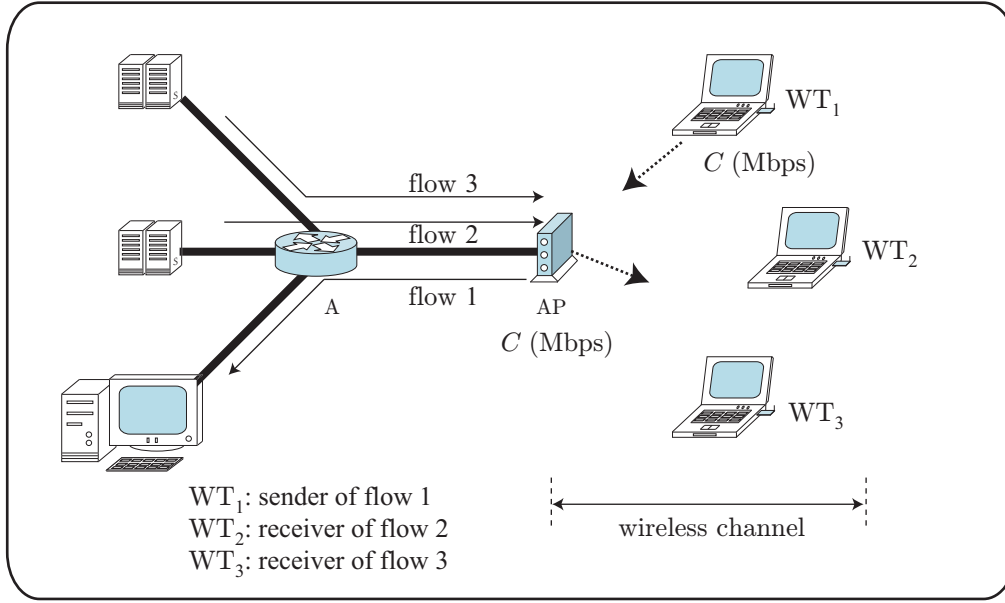 S
WT₁
C (Mbps)
flow 3
S
flow 2
WT₂
flow 1
A
AP
C (Mbps)
WT₃
WT₁: sender of flow 1
WT₂: receiver of flow 2
WT₃: receiver of flow 3
wireless channel